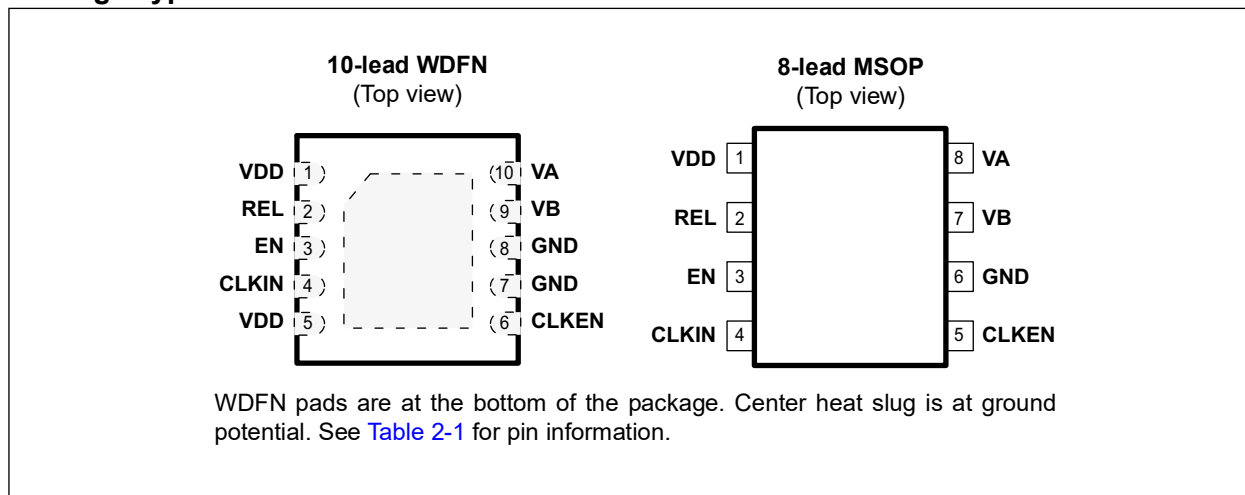 10-lead WDFN
(Top view)
VDD 1
10 VA
REL 2
9 VB
EN 3
8 GND
CLKIN 4
7 GND
VDD 5
6 CLKEN
8-lead MSOP
(Top view)
VDD 1
8 VA
REL 2
7 VB
EN 3
6 GND
CLKIN 4
5 CLKEN
WDFN pads are at the bottom of the package. Center heat slug is at ground
potential. See Table 2-1 for pin information.